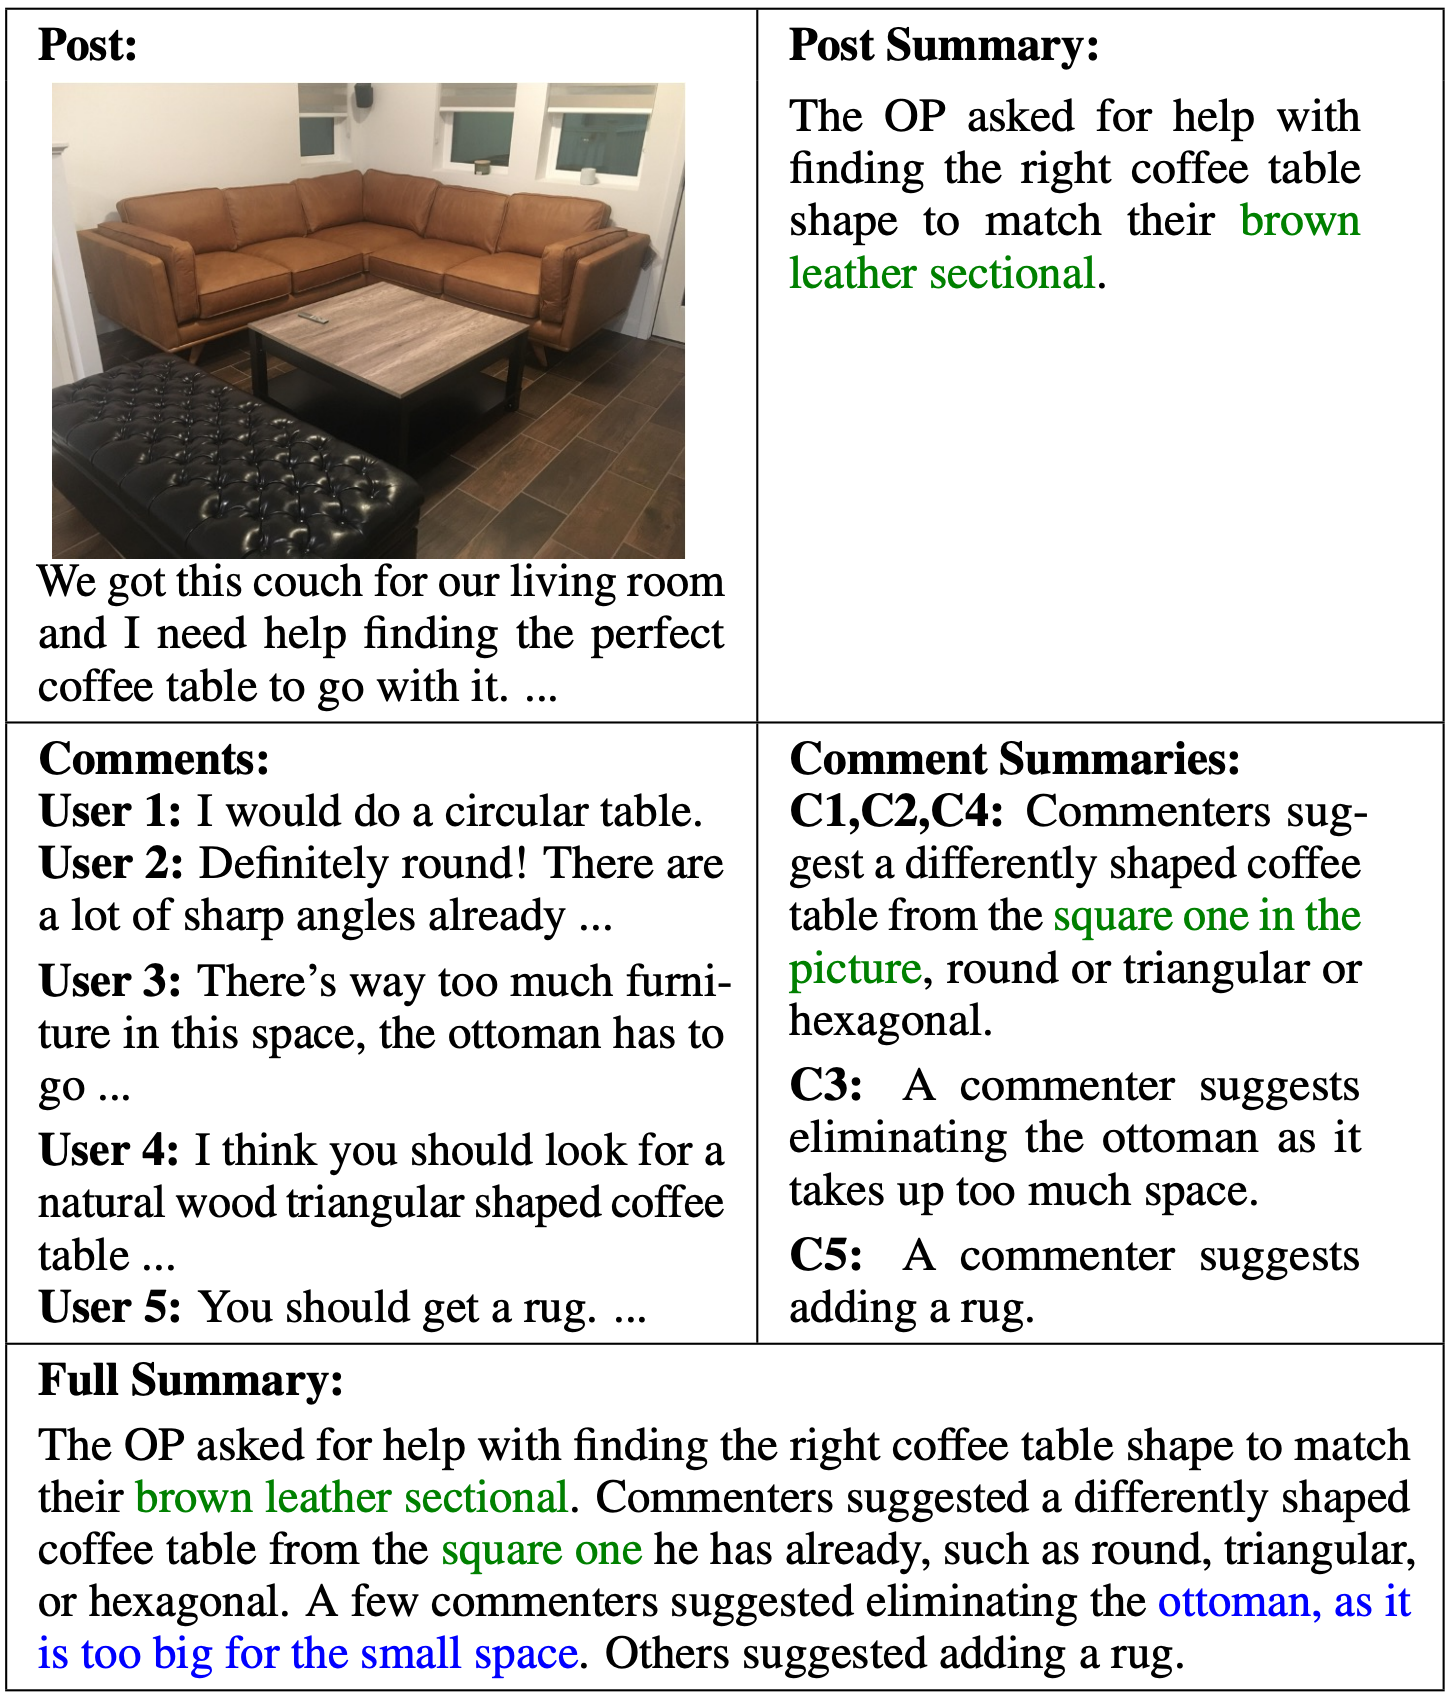 Post:
We got this couch for our living room
and I need help finding the perfect
coffee table to go with it. ...
Post Summary:
The OP asked for help with
finding the right coffee table
shape to match their brown
leather sectional.
Comments:
User 1: I would do a circular table.
User 2: Definitely round! There are
a lot of sharp angles already ...
User 3: There's way too much furni-
ture in this space, the ottoman has to
go ...
User 4: I think you should look for a
natural wood triangular shaped coffee
table ...
User 5: You should get a rug. ...
Comment Summaries:
C1,C2,C4: Commenters sug-
gest a differently shaped coffee
table from the square one in the
picture, round or triangular or
hexagonal.
C3: A commenter suggests
eliminating the ottoman as it
takes up too much space.
C5: A commenter suggests
adding a rug.
Full Summary:
The OP asked for help with finding the right coffee table shape to match
their brown leather sectional. Commenters suggested a differently shaped
coffee table from the square one he has already, such as round, triangular,
or hexagonal. A few commenters suggested eliminating the ottoman, as it
is too big for the small space. Others suggested adding a rug.